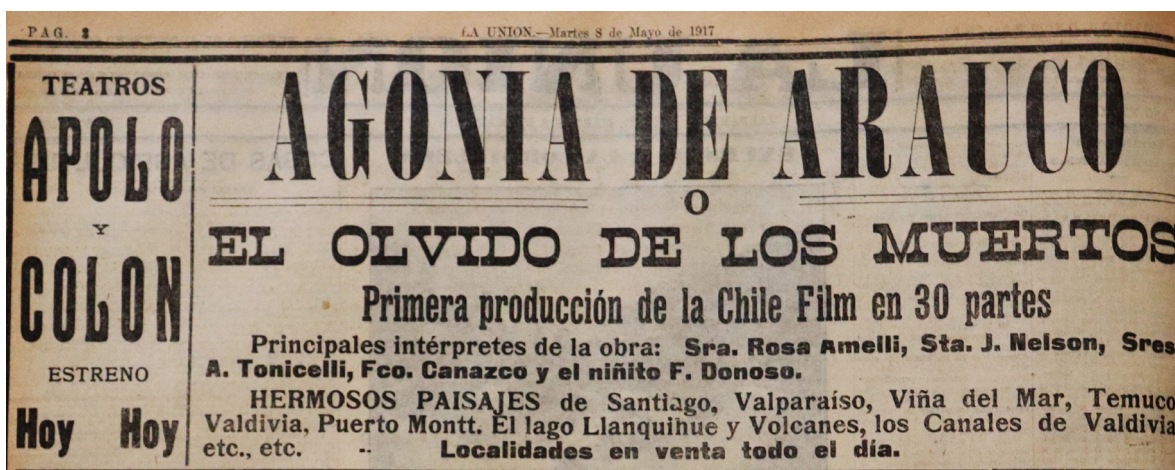 PAG. 2
LA UNION.—Martes 8 de Mayo de 1917
TEATROS
APOLO
Y
COLON
ESTRENO
Hoy Hoy
AGONIA DE ARAUCO
O
EL OLVIDO DE LOS MUERTOS
Primera producción de la Chile Film en 30 partes
Principales intérpretes de la obra: Sra. Rosa Amelli, Sta. J. Nelson, Sres
A. Tonicelli, Fco. Canazco y el niñito F. Donoso.
HERMOSOS PAISAJES de Santiago, Valparaíso, Viña del Mar, Temuco
Valdivia, Puerto Montt. El lago Llanquihue y Volcanes, los Canales de Valdivia
etc., etc. -- Localidades en venta todo el día.